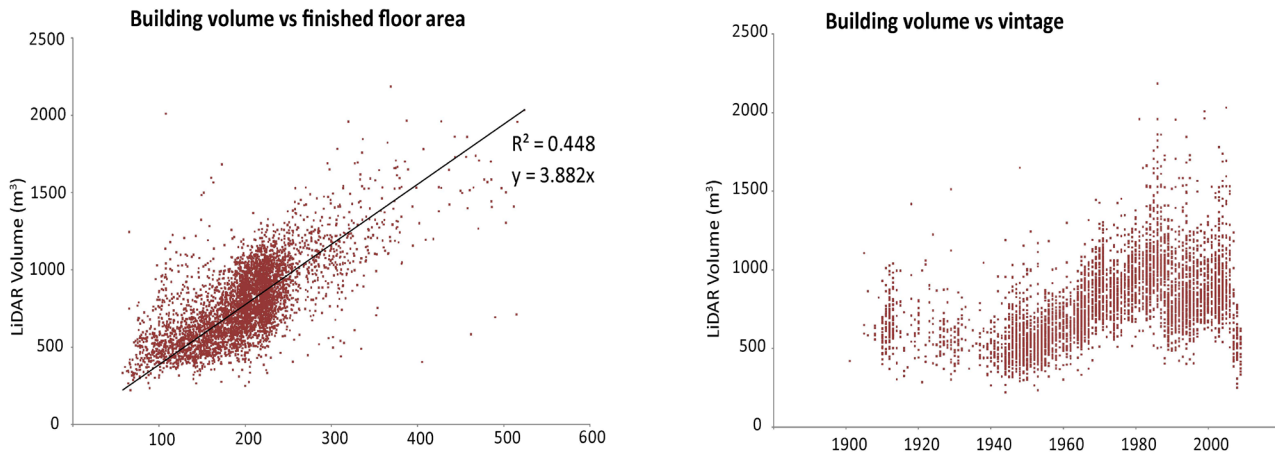 Building volume vs finished floor area
2500
2000
1500
1000
500
0
LiDAR Volume (m³)
R² = 0.448
y = 3.882x
100 200 300 400 500 600
Building volume vs vintage
2500
2000
1500
1000
500
0
LiDAR Volume (m³)
1900 1920 1940 1960 1980 2000